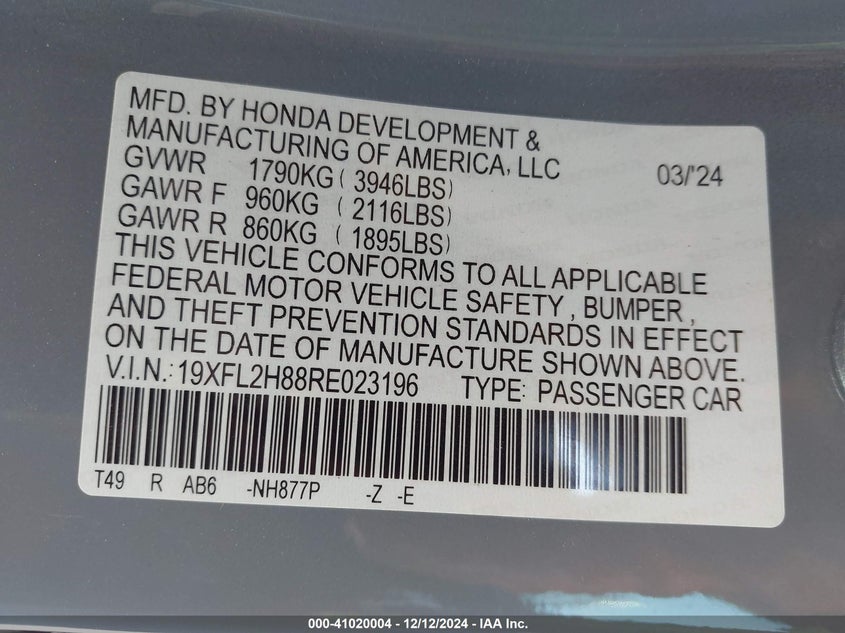 MFD. BY HONDA DEVELOPMENT &
MANUFACTURING OF AMERICA, LLC
03/'24
GVWR 1790KG ( 3946LBS)
GAWR F 960KG ( 2116LBS)
GAWR R 860KG ( 1895LBS)
THIS VEHICLE CONFORMS TO ALL APPLICABLE
FEDERAL MOTOR VEHICLE SAFETY , BUMPER ,
AND THEFT PREVENTION STANDARDS IN EFFECT
ON THE DATE OF MANUFACTURE SHOWN ABOVE.
V.I.N.: 19XFL2H88RE023196 TYPE: PASSENGER CAR
T49 R AB6 -NH877P -Z -E
000-41020004 - 12/12/2024 - IAA Inc.